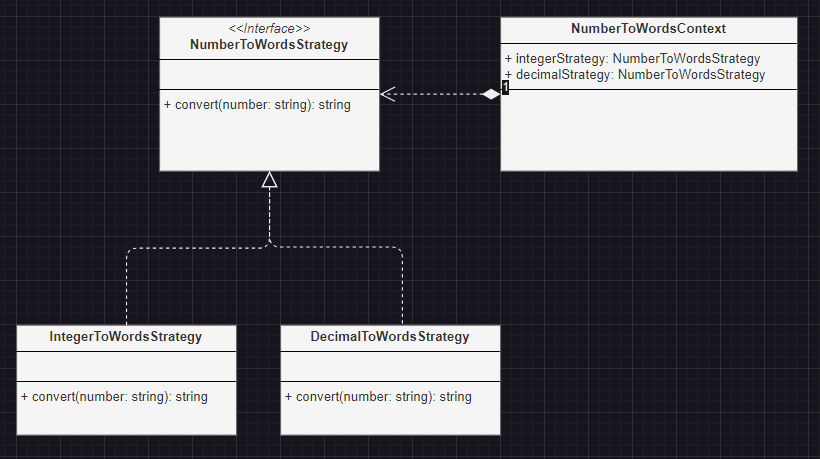 <<Interface>>
NumberToWordsStrategy
+ convert(number: string): string
NumberToWordsContext
+ integerStrategy: NumberToWordsStrategy
+ decimalStrategy: NumberToWordsStrategy
1
IntegerToWordsStrategy
+ convert(number: string): string
DecimalToWordsStrategy
+ convert(number: string): string